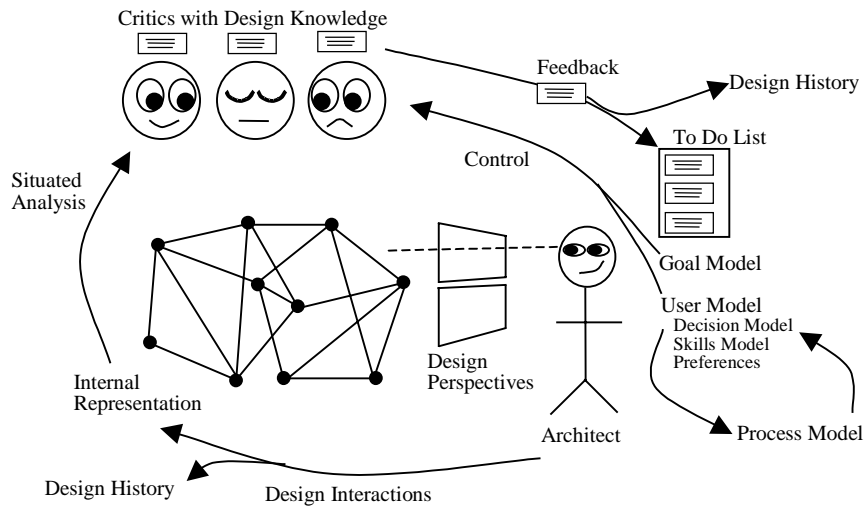 Critics with Design Knowledge
Feedback
Design History
To Do List
Control
Situated
Analysis
Goal Model
User Model
Decision Model
Skills Model
Preferences
Design
Perspectives
Internal
Representation
Architect
Process Model
Design History
Design Interactions